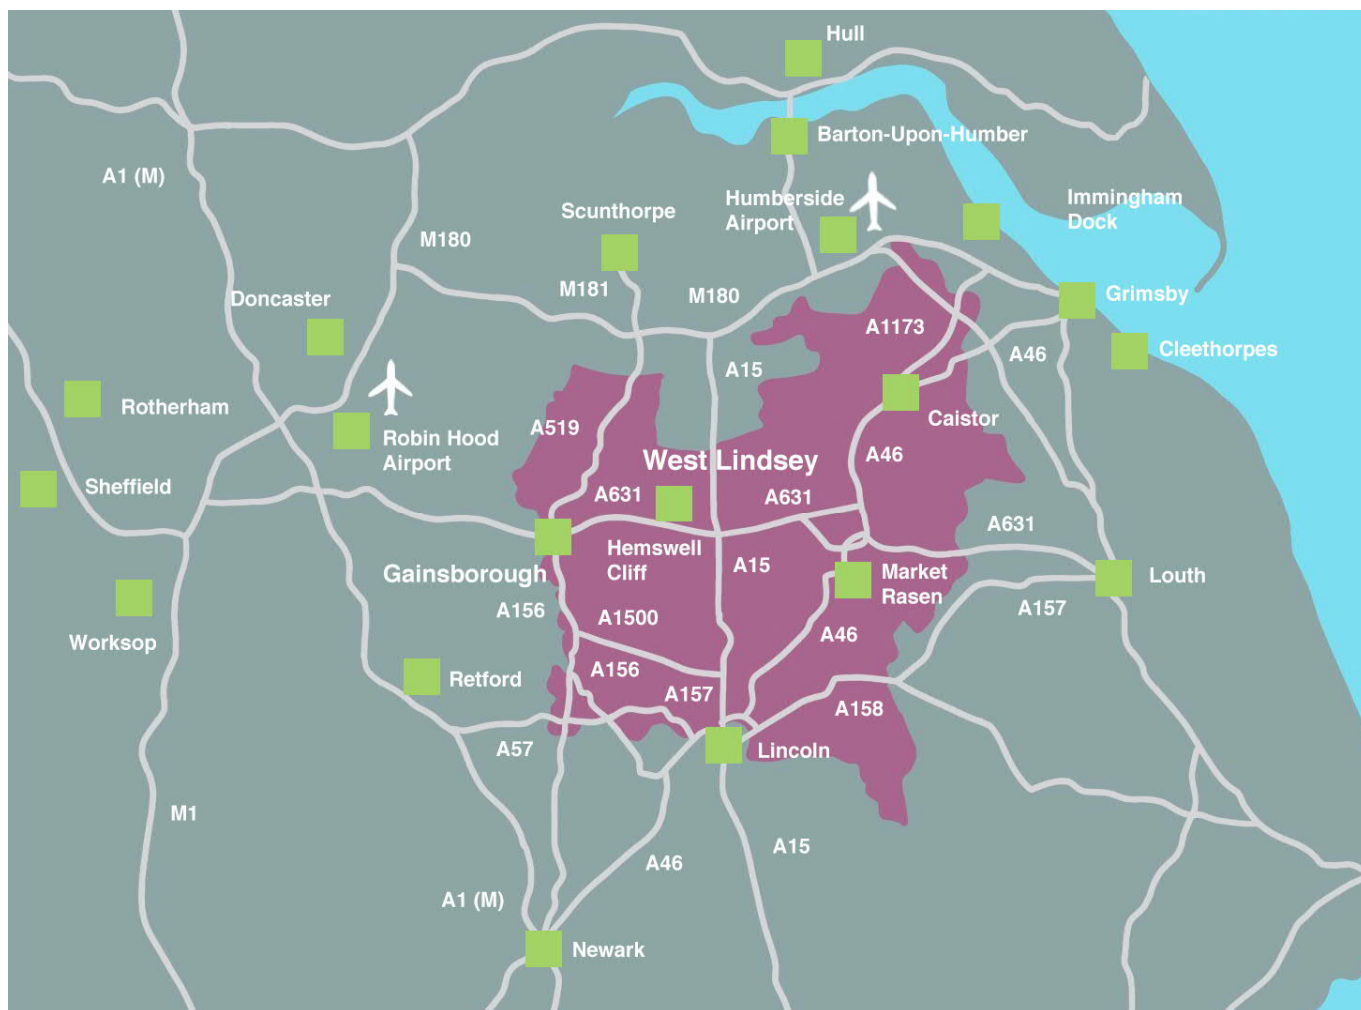 Hull
Barton-Upon-Humber
A1 (M)
Humberside
Airport
Immingham
Dock
Scunthorpe
M180
M181
M180
Doncaster
Grimsby
A1173
A46
Cleethorpes
A15
Rotherham
A519
Robin Hood
Airport
Caistor
West Lindsey
A46
Sheffield
A631
A631
A631
Hemswell
Cliff
A15
Gainsborough
Market
Rasen
Louth
A156
A1500
A157
Worksop
A46
A156
Retford
A157
A158
A57
Lincoln
M1
A46
A15
A1 (M)
Newark